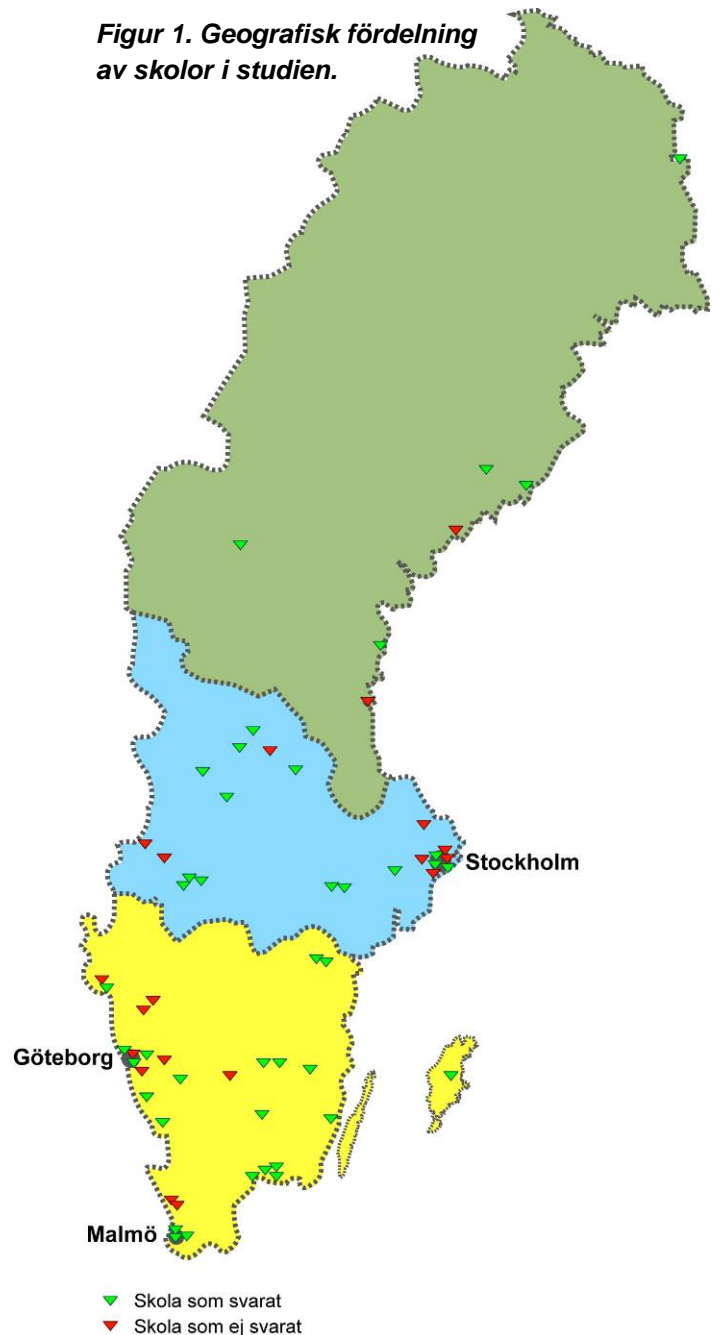 Figur 1. Geografisk fördelning
av skolor i studien.
Stockholm
Göteborg
Malmö
Skola som svarat
Skola som ej svarat